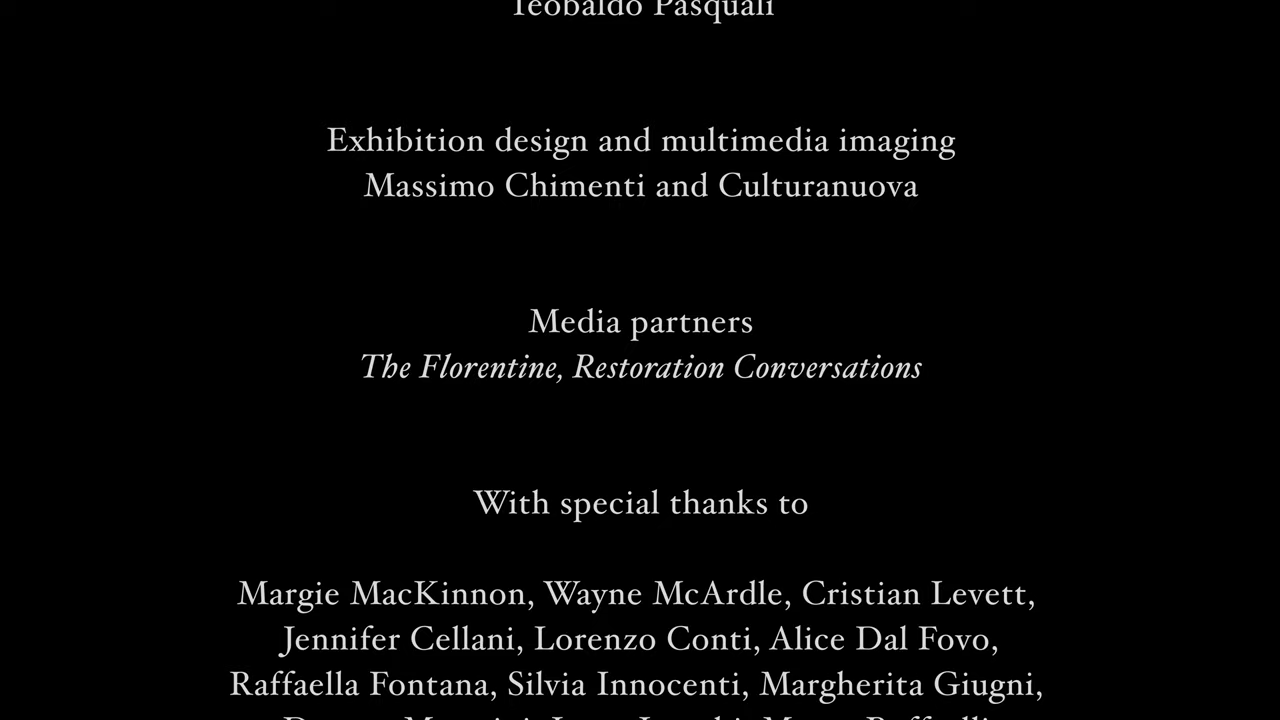 Teobaldo Pasquali
Exhibition design and multimedia imaging
Massimo Chimenti and Culturanuova
Media partners
The Florentine, Restoration Conversations
With special thanks to
Margie MacKinnon, Wayne McArdle, Cristian Levett,
Jennifer Cellani, Lorenzo Conti, Alice Dal Fovo,
Raffaella Fontana, Silvia Innocenti, Margherita Giugni,